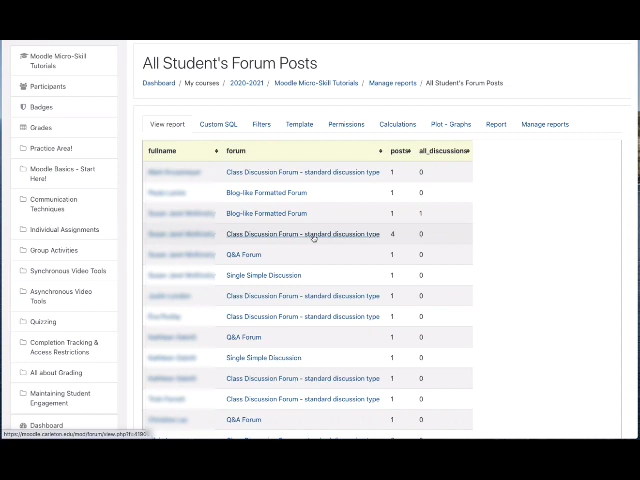 Moodle Micro-Skill
Tutorials
Participants
Badges
Grades
Practice Area!
Moodle Basics - Start
Here!
Communication
Techniques
Individual Assignments
Group Activities
Synchronous Video Tools
Asynchronous Video
Tools
Quizzing
Completion Tracking &
Access Restrictions
All about Grading
Maintaining Student
Engagement
Dashboard
All Student's Forum Posts
Dashboard / My courses / 2020-2021 / Moodle Micro-Skill Tutorials / Manage reports / All Student's Forum Posts
View report Custom SQL Filters Template Permissions Calculations Plot - Graphs Report Manage reports
fullname forum posts all_discussions
Class Discussion Forum - standard discussion type 1 0
Blog-like Formatted Forum 1 0
Blog-like Formatted Forum 1 1
Class Discussion Forum - standard discussion type 4 0
Q&A Forum 1 0
Single Simple Discussion 1 0
Class Discussion Forum - standard discussion type 1 0
Class Discussion Forum - standard discussion type 1 0
Q&A Forum 1 0
Single Simple Discussion 1 0
Class Discussion Forum - standard discussion type 1 0
Class Discussion Forum - standard discussion type 1 0
Q&A Forum 1 0